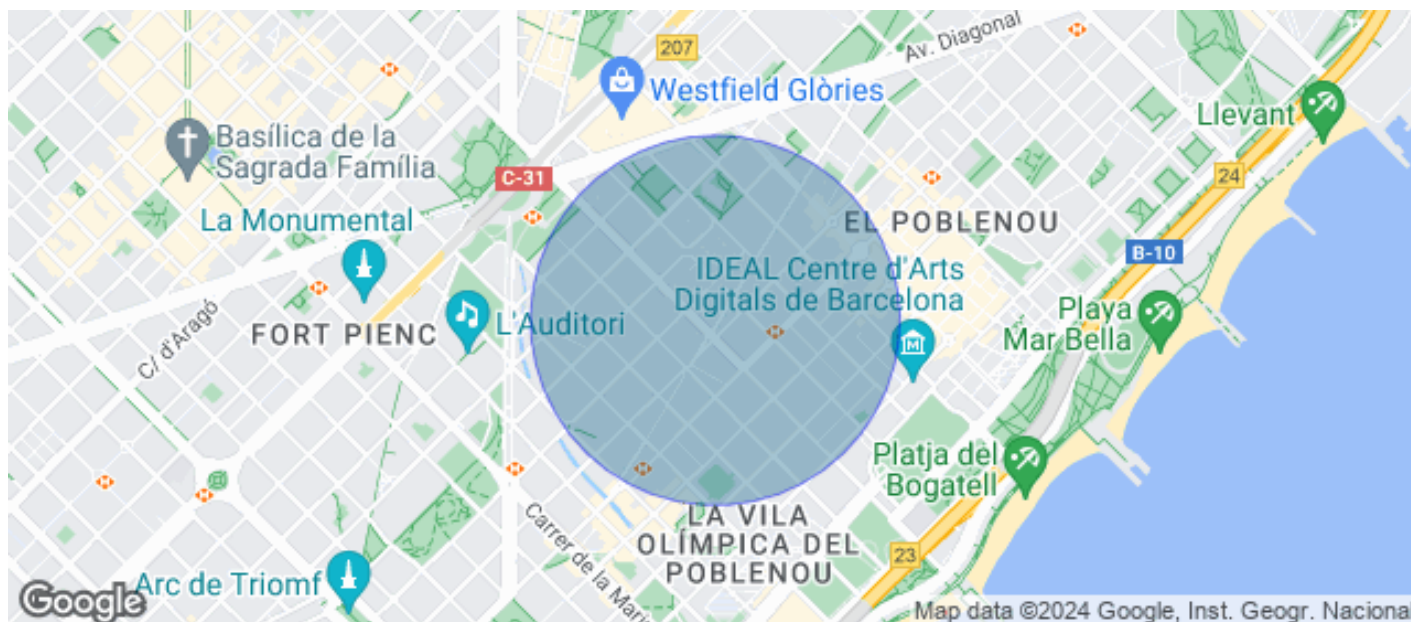 Av. Diagonal
207
Westfield Glòries
Llevant
Basílica de la
Sagrada Família
C-31
24
La Monumental
EL POBLENOU
B-10
IDEAL Centre d'Arts
Digitals de Barcelona
Playa
Mar Bella
C/ d'Aragó
FORT PIENC
L'Auditori
M
Platja del
Bogatell
LA VILA
OLÍMPICA DEL
POBLENOU
23
Carrer de la Mari
Arc de Triomf
Google
Map data ©2024 Google, Inst. Geogr. Nacional